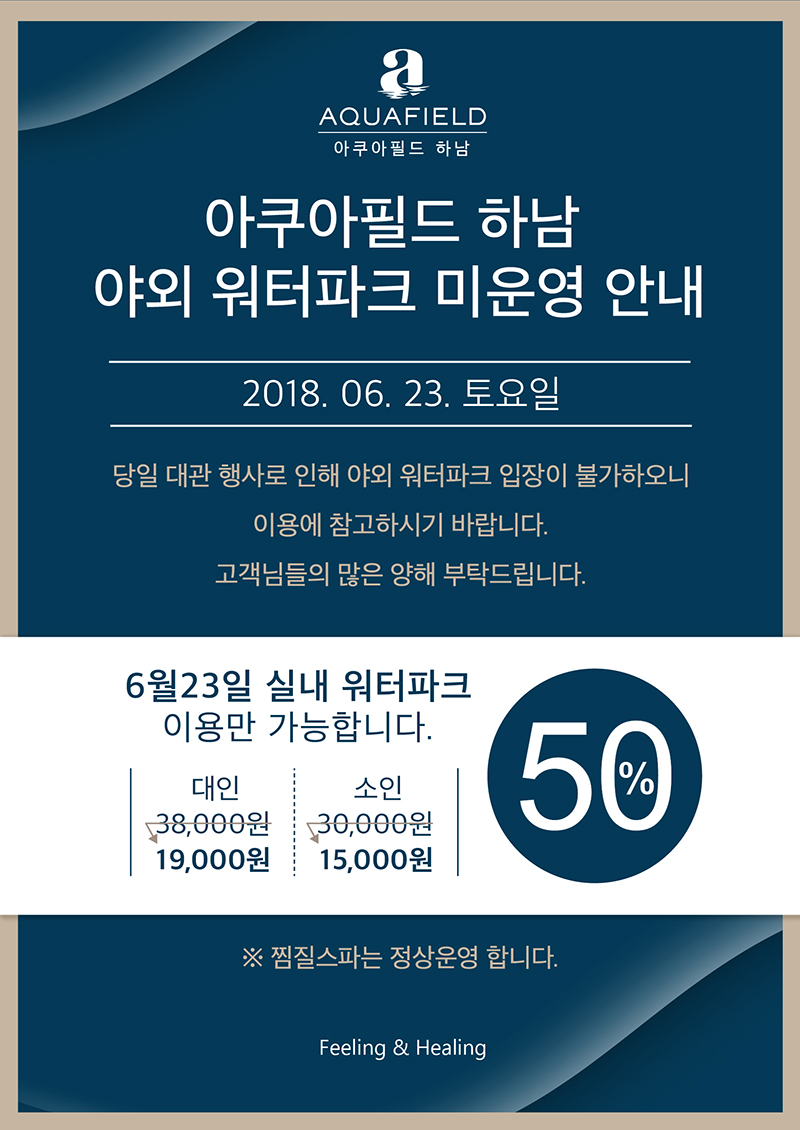 a
AQUAFIELD
아쿠아필드 하남
아쿠아필드 하남
야외 워터파크 미운영 안내
2018. 06. 23. 토요일
당일 대관 행사로 인해 야외 워터파크 입장이 불가하오니
이용에 참고하시기 바랍니다.
고객님들의 많은 양해 부탁드립니다.
6월23일 실내 워터파크
이용만 가능합니다.
대인
38,000원
19,000원
소인
30,000원
15,000원
50%
※ 찜질스파는 정상운영 합니다.
Feeling & Healing